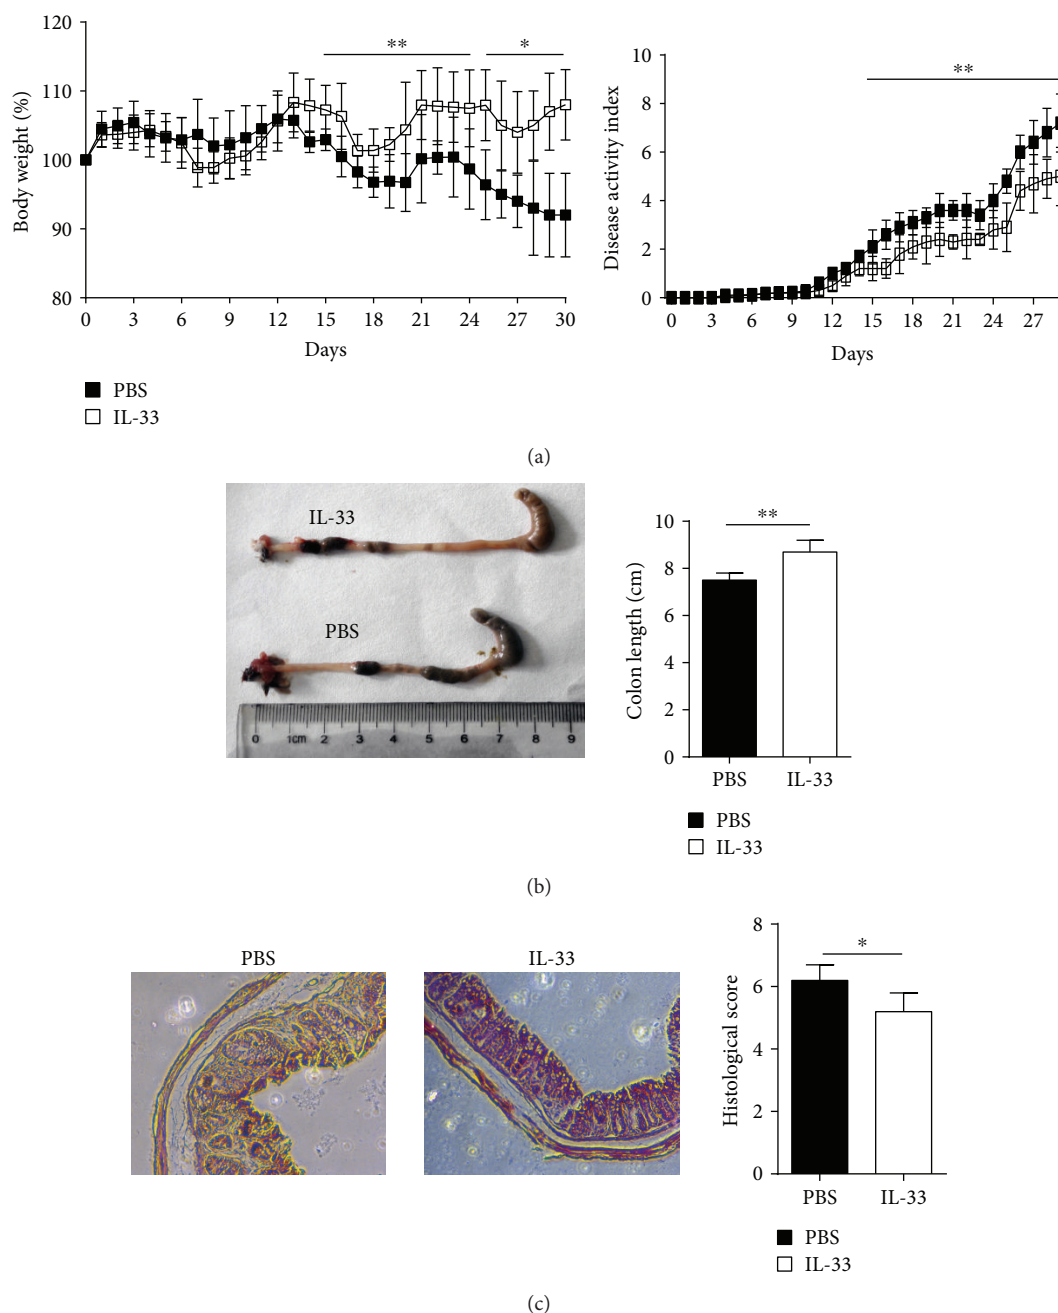 120
110
100
90
80
Body weight (%)
**
*
0 3 6 9 12 15 18 21 24 27 30
Days
10
8
6
4
2
0
Disease activity index
**
0 3 6 9 12 15 18 21 24 27
Days
PBS
IL-33
(a)
IL-33
PBS
0 1cm 2 3 4 5 6 7 8 9
10
8
6
4
2
0
Colon length (cm)
**
PBS IL-33
PBS
IL-33
(b)
PBS
IL-33
8
6
4
2
0
Histological score
*
PBS IL-33
PBS
IL-33
(c)